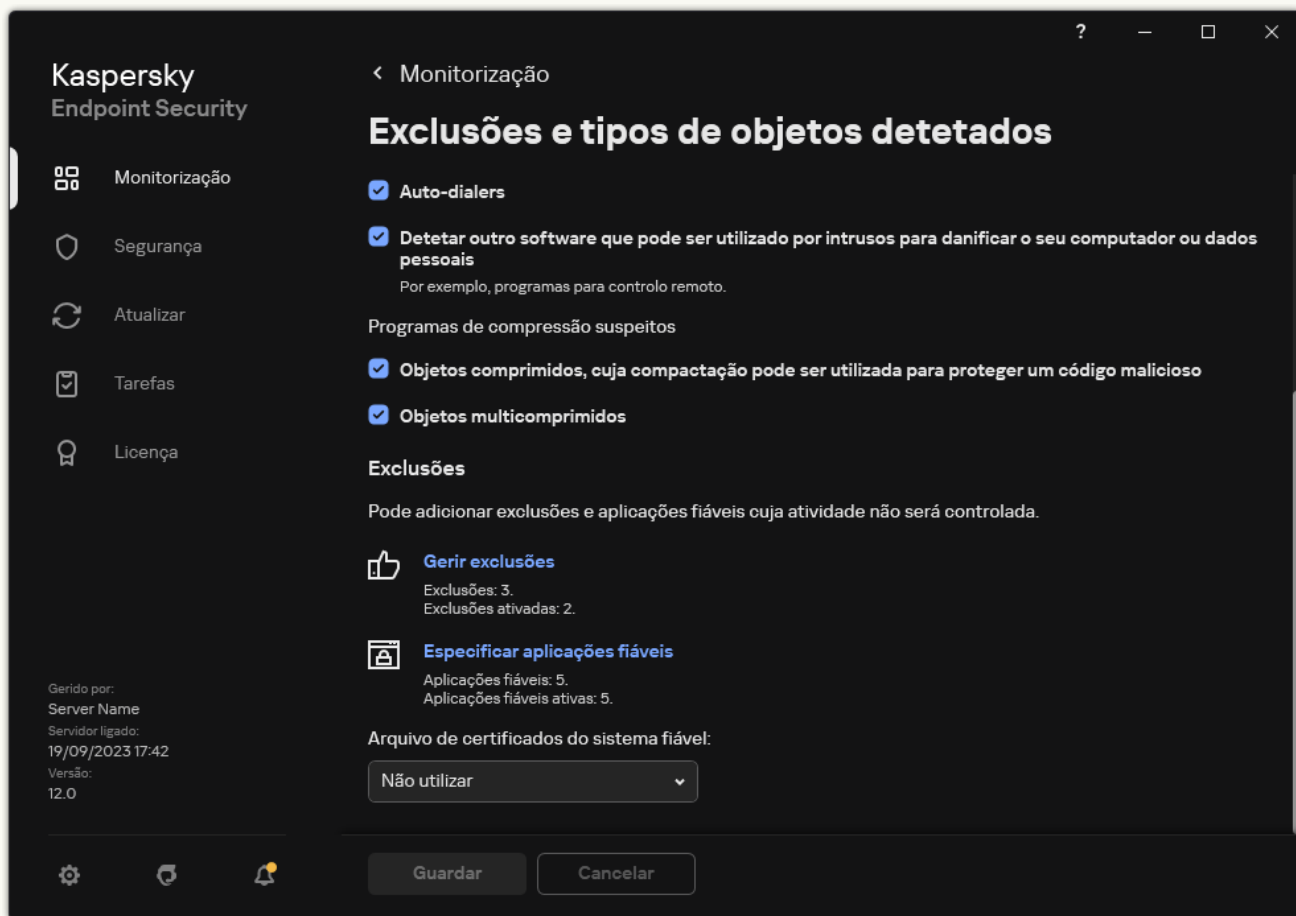 ?
Kaspersky
Endpoint Security
Monitorização
Segurança
Atualizar
Tarefas
Licença
Gerido por:
Server Name
Servidor ligado:
19/09/2023 17:42
Versão:
12.0
Monitorização
Exclusões e tipos de objetos detetados
Auto-dialers
Detetar outro software que pode ser utilizado por intrusos para danificar o seu computador ou dados
pessoais
Por exemplo, programas para controlo remoto.
Programas de compressão suspeitos
Objetos comprimidos, cuja compactação pode ser utilizada para proteger um código malicioso
Objetos multicomprimidos
Exclusões
Pode adicionar exclusões e aplicações fiáveis cuja atividade não será controlada.
Gerir exclusões
Exclusões: 3.
Exclusões ativadas: 2.
Especificar aplicações fiáveis
Aplicações fiáveis: 5.
Aplicações fiáveis ativas: 5.
Arquivo de certificados do sistema fiável:
Não utilizar
Guardar
Cancelar